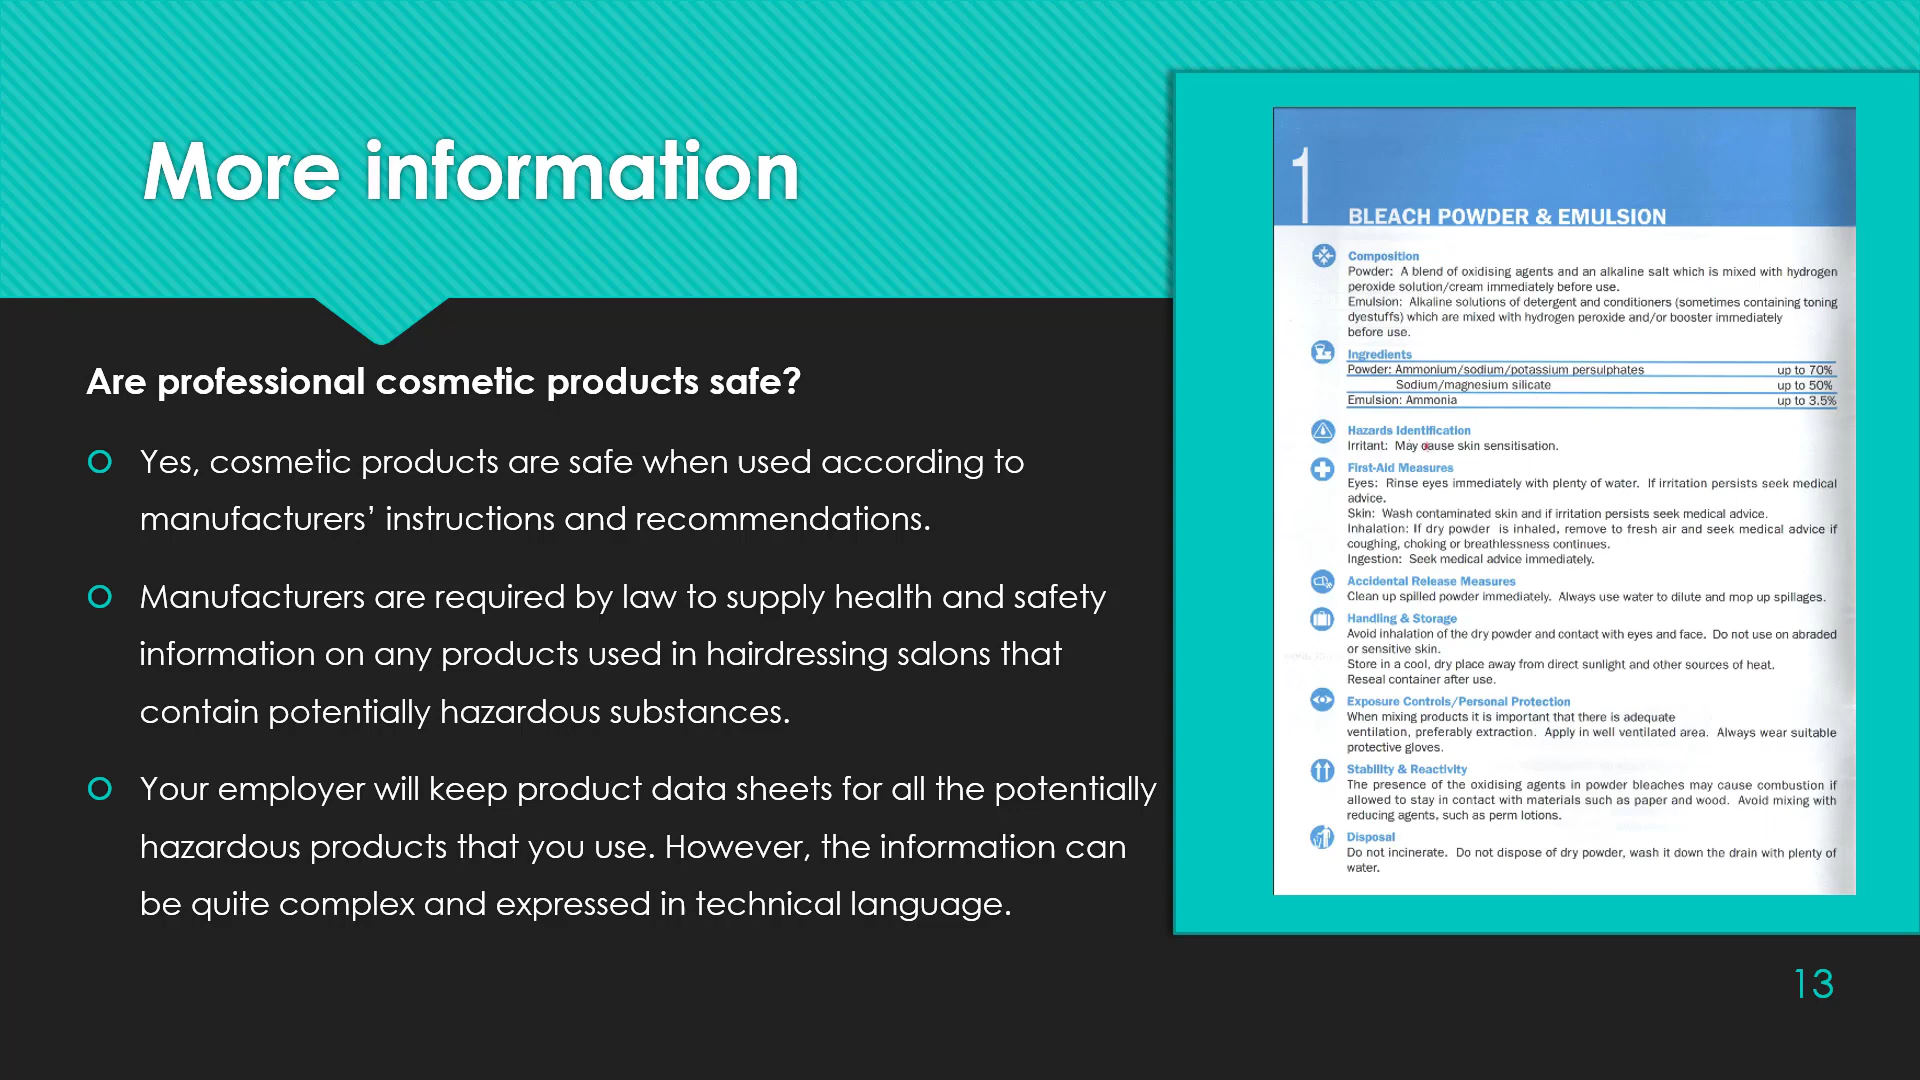 More information
Are professional cosmetic products safe?
Yes, cosmetic products are safe when used according to
manufacturers’ instructions and recommendations.
Manufacturers are required by law to supply health and safety
information on any products used in hairdressing salons that
contain potentially hazardous substances.
Your employer will keep product data sheets for all the potentially
hazardous products that you use. However, the information can
be quite complex and expressed in technical language.
1
BLEACH POWDER & EMULSION
Composition
Powder: A blend of oxidising agents and an alkaline salt which is mixed with hydrogen
peroxide solution/cream immediately before use.
Emulsion: Alkaline solutions of detergent and conditioners (sometimes containing toning
dyestuffs) which are mixed with hydrogen peroxide and/or booster immediately
before use.
Ingredients
Powder: Ammonium/sodium/potassium persulphates up to 70%
Sodium/magnesium silicate up to 50%
Emulsion: Ammonia up to 3.5%
Hazards Identification
Irritant: May cause skin sensitisation.
First-Aid Measures
Eyes: Rinse eyes immediately with plenty of water. If irritation persists seek medical
advice.
Skin: Wash contaminated skin and if irritation persists seek medical advice.
Inhalation: If dry powder is inhaled, remove to fresh air and seek medical advice if
coughing, choking or breathlessness continues.
Ingestion: Seek medical advice immediately.
Accidental Release Measures
Clean up spilled powder immediately. Always use water to dilute and mop up spillages.
Handling & Storage
Avoid inhalation of the dry powder and contact with eyes and face. Do not use on abraded
or sensitive skin.
Store in a cool, dry place away from direct sunlight and other sources of heat.
Reseal container after use.
Exposure Controls/Personal Protection
When mixing products it is important that there is adequate
ventilation, preferably extraction. Apply in well ventilated area. Always wear suitable
protective gloves.
Stability & Reactivity
The presence of the oxidising agents in powder bleaches may cause combustion if
allowed to stay in contact with materials such as paper and wood. Avoid mixing with
reducing agents, such as perm lotions.
Disposal
Do not incinerate. Do not dispose of dry powder, wash it down the drain with plenty of
water.
13